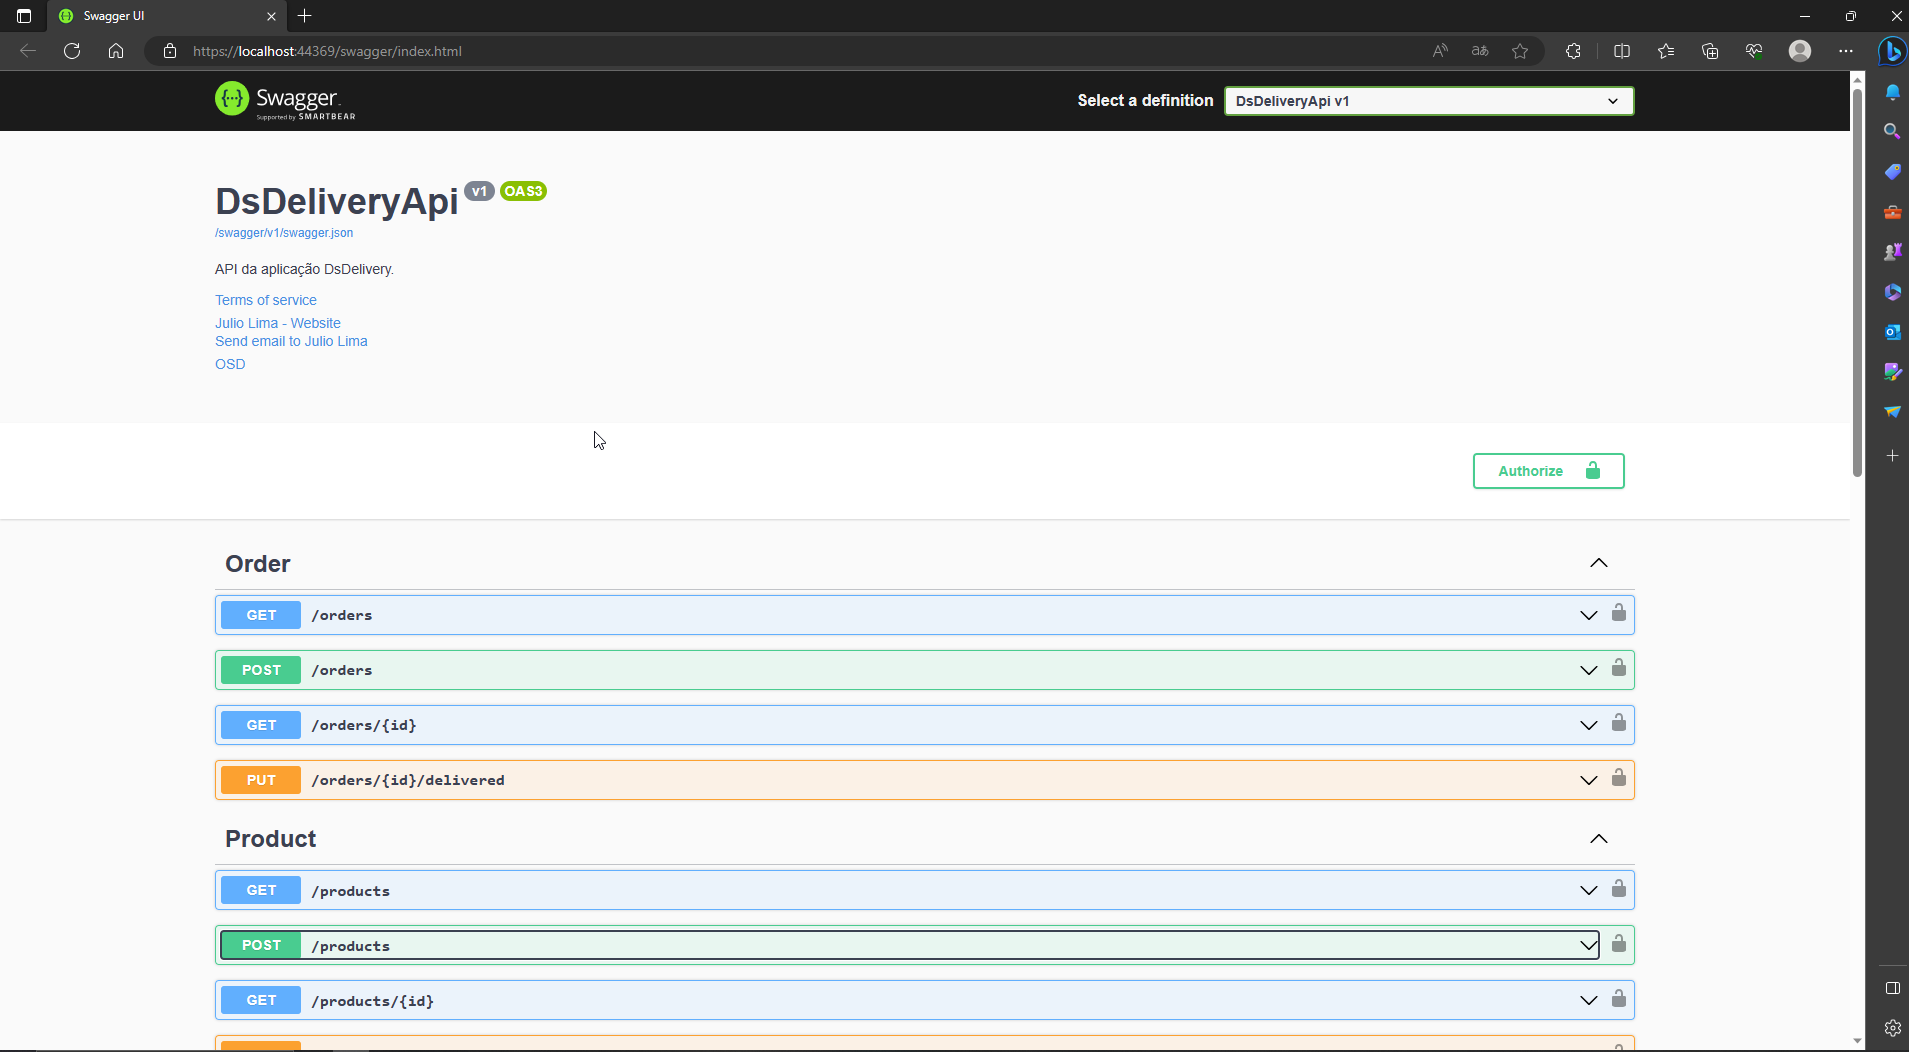 Swagger UI
https://localhost:44369/swagger/index.html
Swagger.
Supported by SMARTBEAR
Select a definition
DsDeliveryApi v1
DsDeliveryApi v1 OAS3
/swagger/v1/swagger.json
API da aplicação DsDelivery.
Terms of service
Julio Lima - Website
Send email to Julio Lima
OSD
Authorize
Order
GET /orders
POST /orders
GET /orders/{id}
PUT /orders/{id}/delivered
Product
GET /products
POST /products
GET /products/{id}